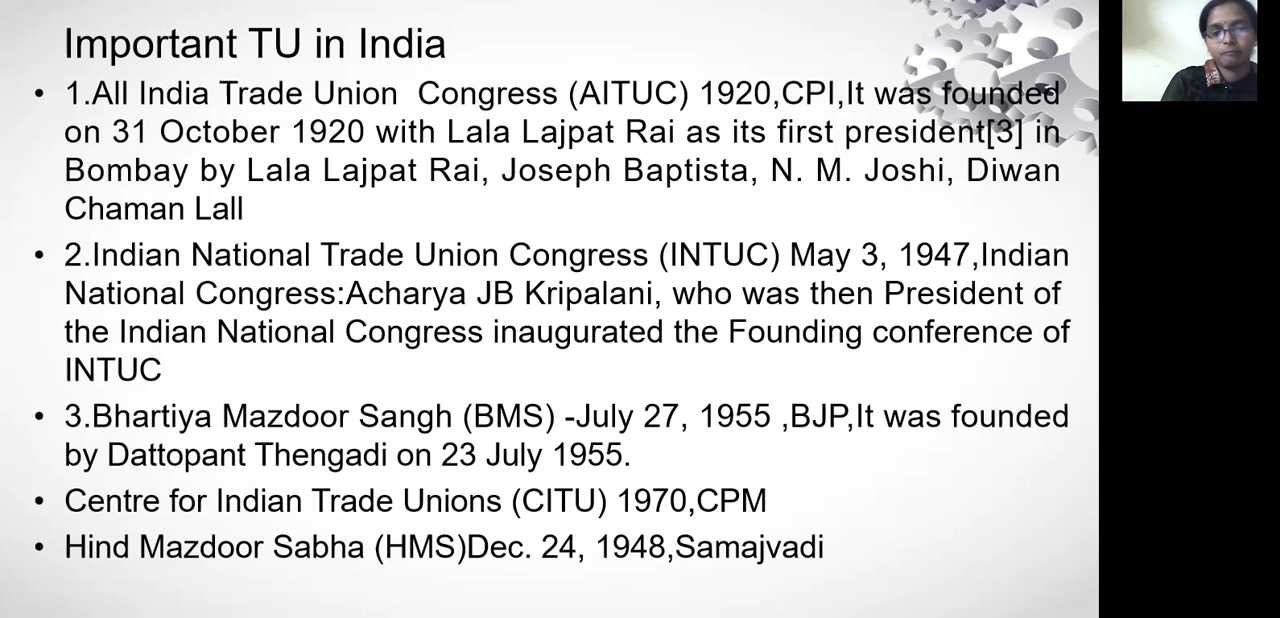 Important TU in India
• 1.All India Trade Union Congress (AITUC) 1920,CPI,It was founded
on 31 October 1920 with Lala Lajpat Rai as its first president[3] in
Bombay by Lala Lajpat Rai, Joseph Baptista, N. M. Joshi, Diwan
Chaman Lall
• 2.Indian National Trade Union Congress (INTUC) May 3, 1947,Indian
National Congress:Acharya JB Kripalani, who was then President of
the Indian National Congress inaugurated the Founding conference of
INTUC
• 3.Bhartiya Mazdoor Sangh (BMS) -July 27, 1955 ,BJP,It was founded
by Dattopant Thengadi on 23 July 1955.
• Centre for Indian Trade Unions (CITU) 1970,CPM
• Hind Mazdoor Sabha (HMS)Dec. 24, 1948,Samajvadi